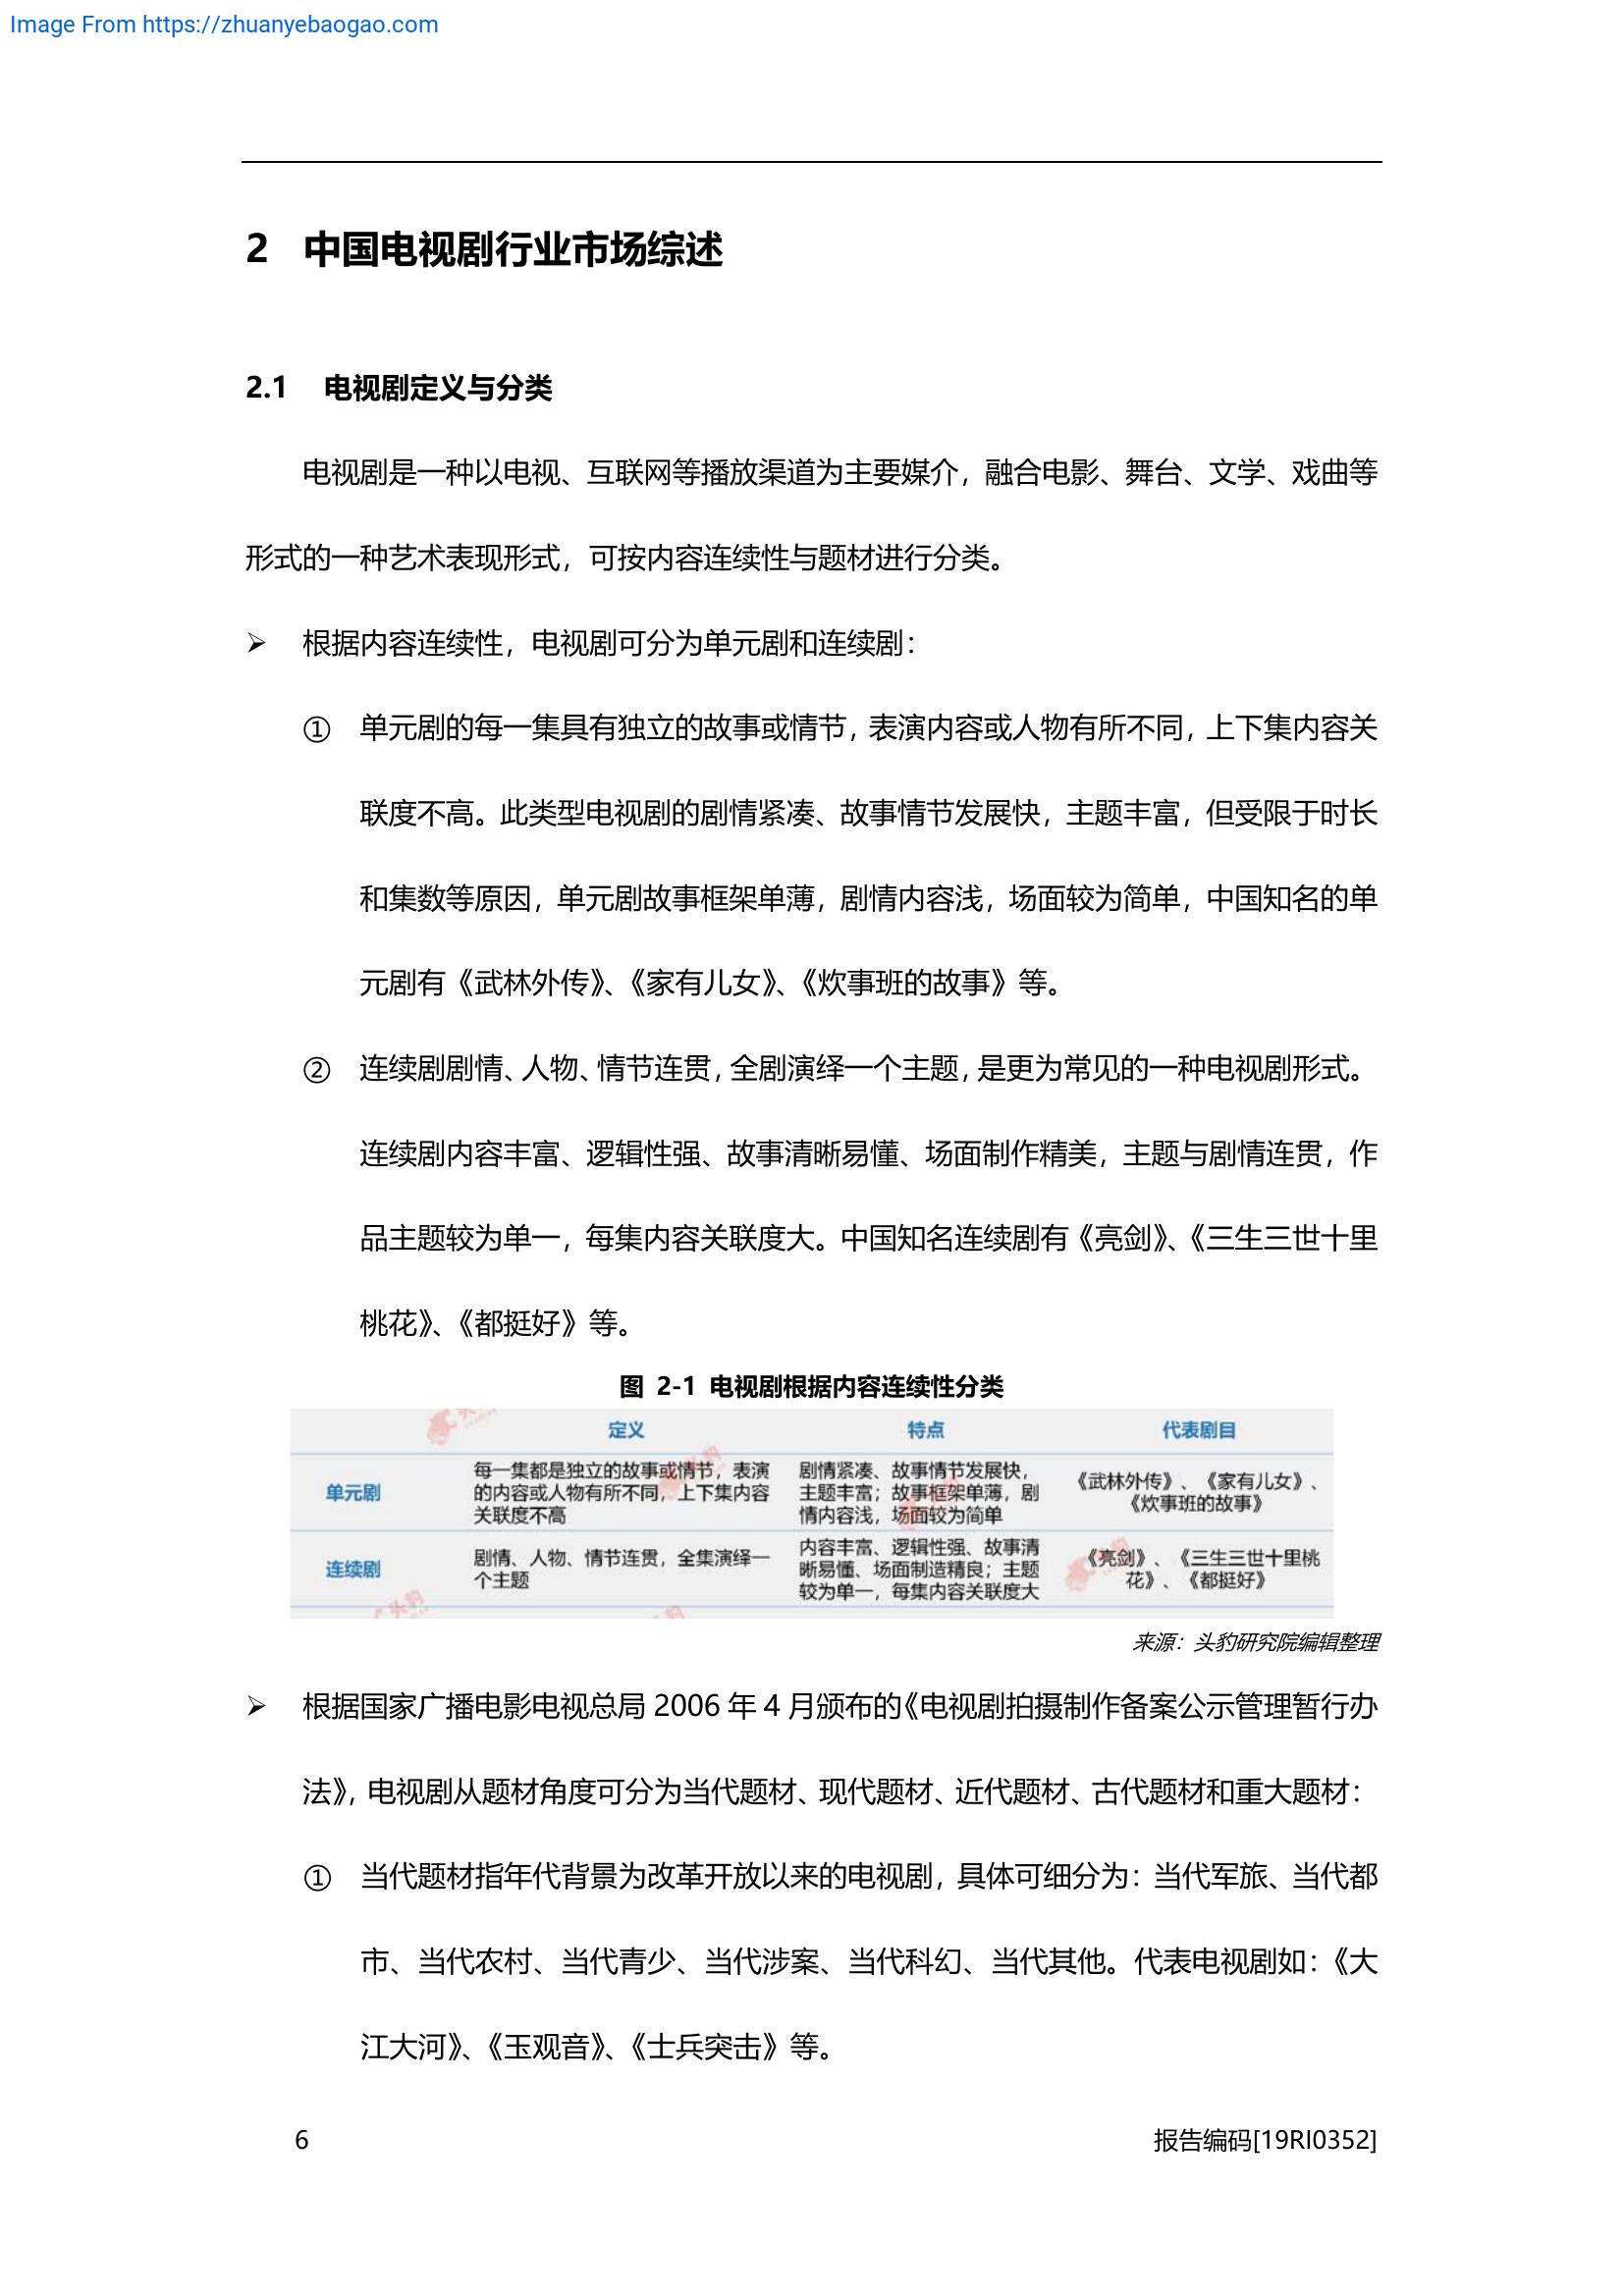 Image From https://zhuanyebaogao.com
2 中国电视剧行业市场综述
2.1 电视剧定义与分类
电视剧是一种以电视、互联网等播放渠道为主要媒介，融合电影、舞台、文学、戏曲等
形式的一种艺术表现形式，可按内容连续性与题材进行分类。
➢ 根据内容连续性，电视剧可分为单元剧和连续剧：
① 单元剧的每一集具有独立的故事或情节，表演内容或人物有所不同，上下集内容关
联度不高。此类型电视剧的剧情紧凑、故事情节发展快，主题丰富，但受限于时长
和集数等原因，单元剧故事框架单薄，剧情内容浅，场面较为简单，中国知名的单
元剧有《武林外传》、《家有儿女》、《炊事班的故事》等。
② 连续剧剧情、人物、情节连贯，全剧演绎一个主题，是更为常见的一种电视剧形式。
连续剧内容丰富、逻辑性强、故事清晰易懂、场面制作精美，主题与剧情连贯，作
品主题较为单一，每集内容关联度大。中国知名连续剧有《亮剑》、《三生三世十里
桃花》、《都挺好》等。
图 2-1 电视剧根据内容连续性分类
定义 特点 代表剧目
单元剧
每一集都是独立的故事或情节，表演
的内容或人物有所不同，上下集内容
关联度不高
剧情紧凑、故事情节发展快，
主题丰富；故事框架单薄，剧
情内容浅，场面较为简单
《武林外传》、《家有儿女》、
《炊事班的故事》
连续剧
剧情、人物、情节连贯，全集演绎一
个主题
内容丰富、逻辑性强、故事清
晰易懂、场面制造精良；主题
较为单一，每集内容关联度大
《亮剑》、《三生三世十里桃
花》、《都挺好》
来源：头豹研究院编辑整理
➢ 根据国家广播电影电视总局 2006 年 4 月颁布的《电视剧拍摄制作备案公示管理暂行办
法》，电视剧从题材角度可分为当代题材、现代题材、近代题材、古代题材和重大题材：
① 当代题材指年代背景为改革开放以来的电视剧，具体可细分为：当代军旅、当代都
市、当代农村、当代青少、当代涉案、当代科幻、当代其他。代表电视剧如：《大
江大河》、《玉观音》、《士兵突击》等。
6 报告编码[19RI0352]